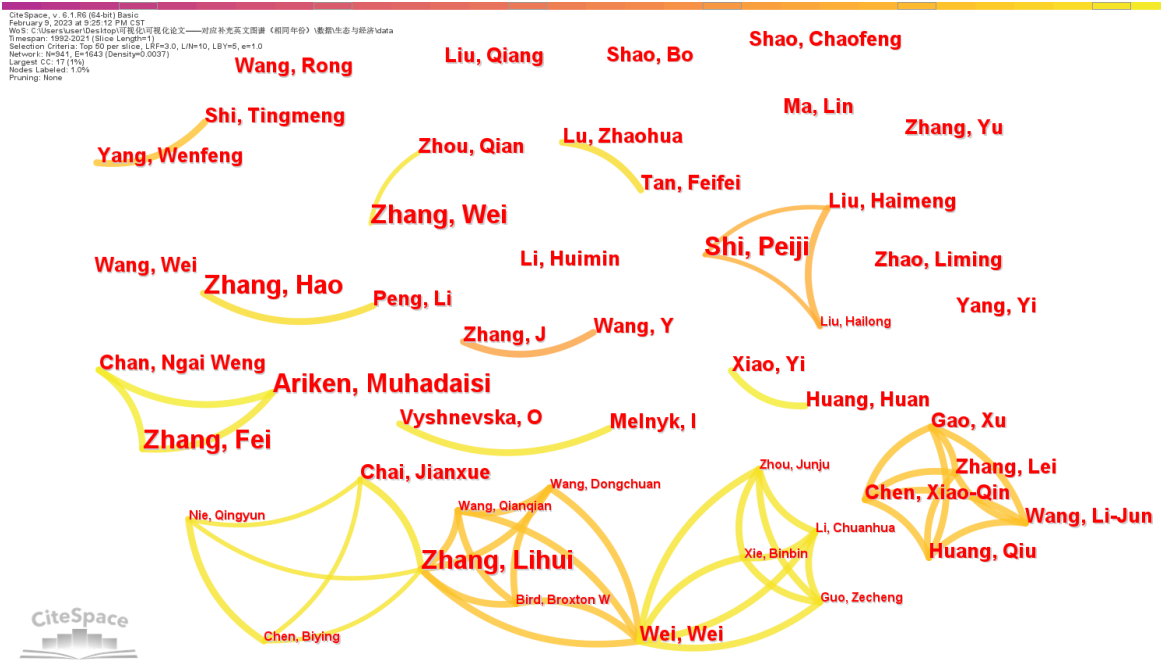 CiteSpace, v. 6.1.R6 (64-bit) Basic
February 9, 2023 at 9:25:12 PM CST
WoS: C:\Users\user\Desktop\可视化\可视化论文——对应补充英文图谱（相同年份）\数据\生态与经济\data
Timespan: 1992-2021 (Slice Length=1)
Selection Criteria: Top 50 per slice, LRF=3.0, L/N=10, LBY=5, e=1.0
Network: N=941, E=1643 (Density=0.0037)
Largest CC: 17 (1%)
Nodes Labeled: 1.0%
Pruning: None
Shao, Chaofeng
Liu, Qiang
Shao, Bo
Wang, Rong
Ma, Lin
Shi, Tingmeng
Zhang, Yu
Lu, Zhaohua
Zhou, Qian
Yang, Wenfeng
Tan, Feifei
Liu, Haimeng
Zhang, Wei
Shi, Peiji
Li, Huimin
Zhao, Liming
Wang, Wei
Zhang, Hao
Peng, Li
Yang, Yi
Liu, Hailong
Wang, Y
Zhang, J
Chan, Ngai Weng
Xiao, Yi
Ariken, Muhadaisi
Huang, Huan
Vyshnevska, O
Melnyk, I
Gao, Xu
Zhang, Fei
Zhou, Junju
Zhang, Lei
Chai, Jianxue
Wang, Dongchuan
Chen, Xiao-Qin
Wang, Qianqian
Nie, Qingyun
Wang, Li-Jun
Li, Chuanhua
Xie, Binbin
Huang, Qiu
Zhang, Lihui
Bird, Broxton W
Guo, Zecheng
CiteSpace
Wei, Wei
Chen, Biying